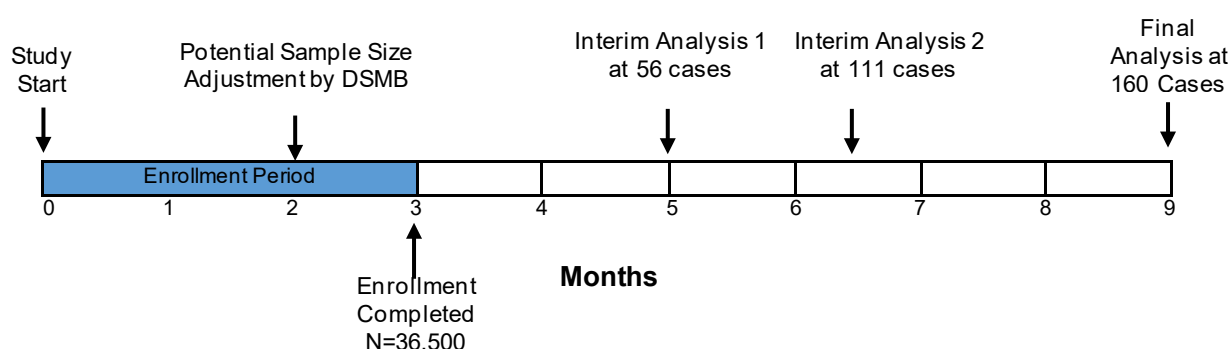 Study
Start
Potential Sample Size
Adjustment by DSMB
Interim Analysis 1
at 56 cases
Interim Analysis 2
at 111 cases
Final
Analysis at
160 Cases
Enrollment Period
0 1 2 3 4 5 6 7 8 9
Enrollment
Completed
N=36,500
Months